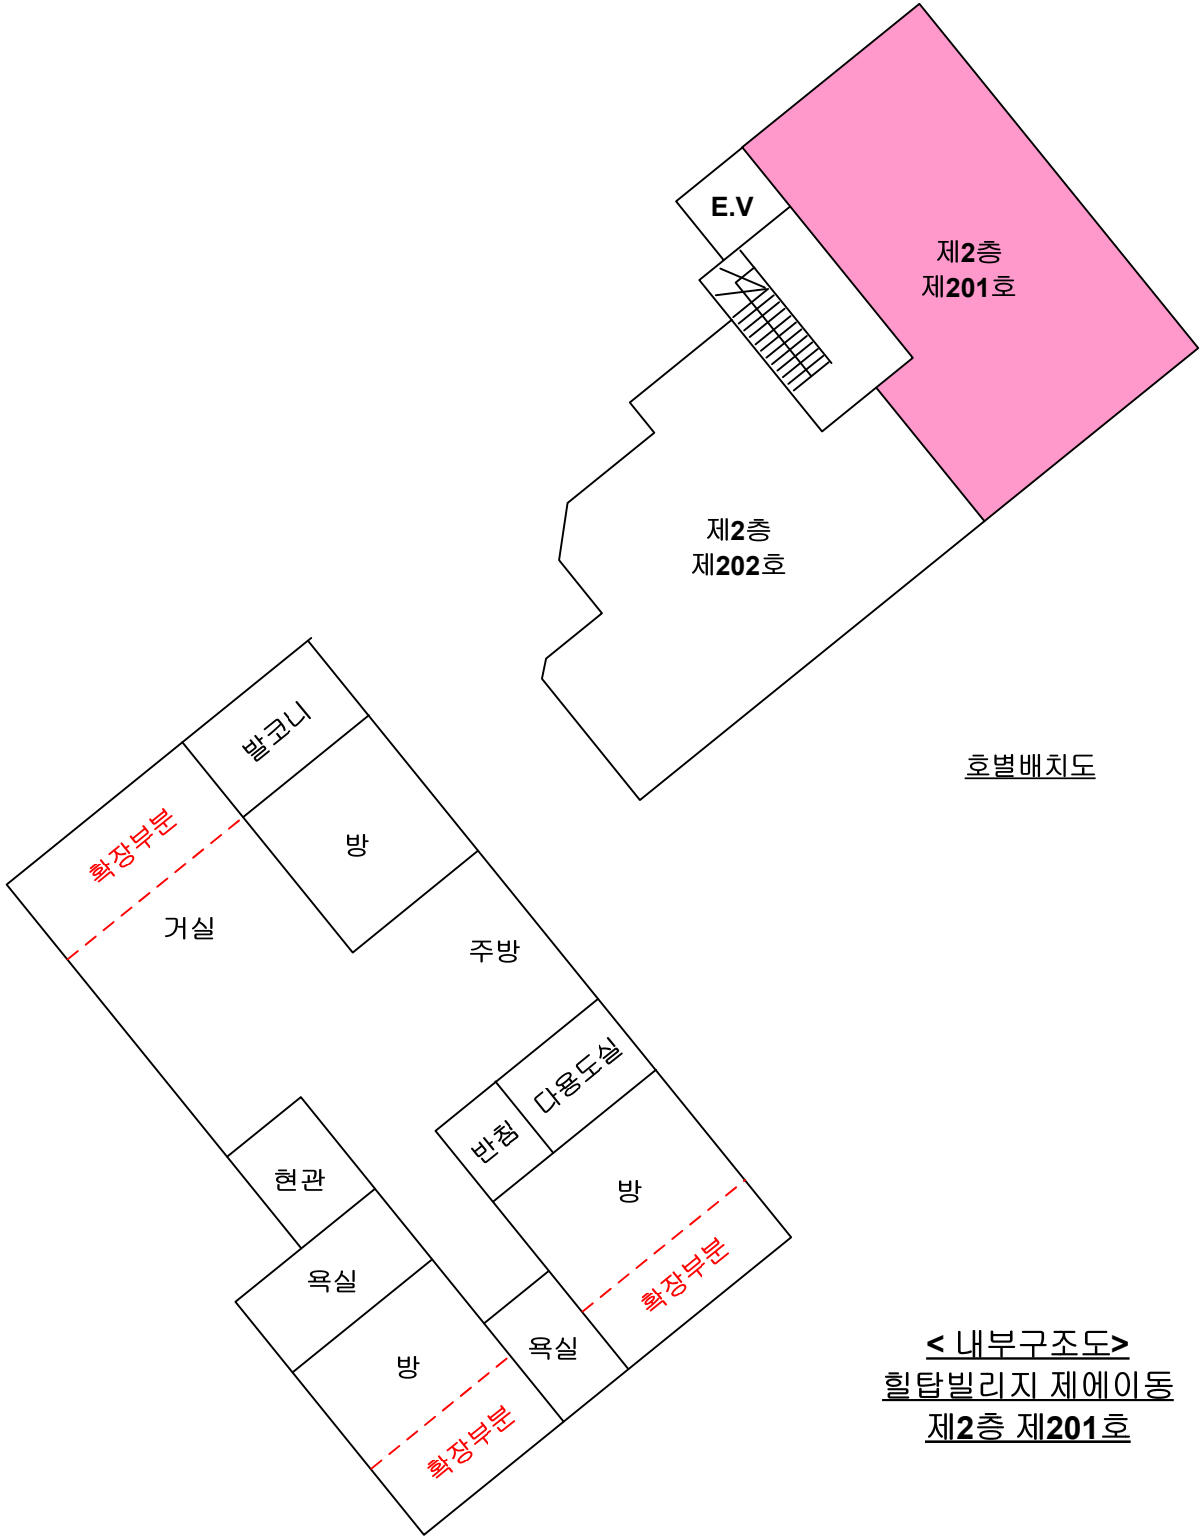 E.V
제2층
제201호
제2층
제202호
호별배치도
발코니
확장부분
방
거실
주방
다용도실
반침
현관
방
욕실
확장부분
욕실
방
확장부분
< 내부구조도>
힐탑빌리지 제에이동
제2층 제201호